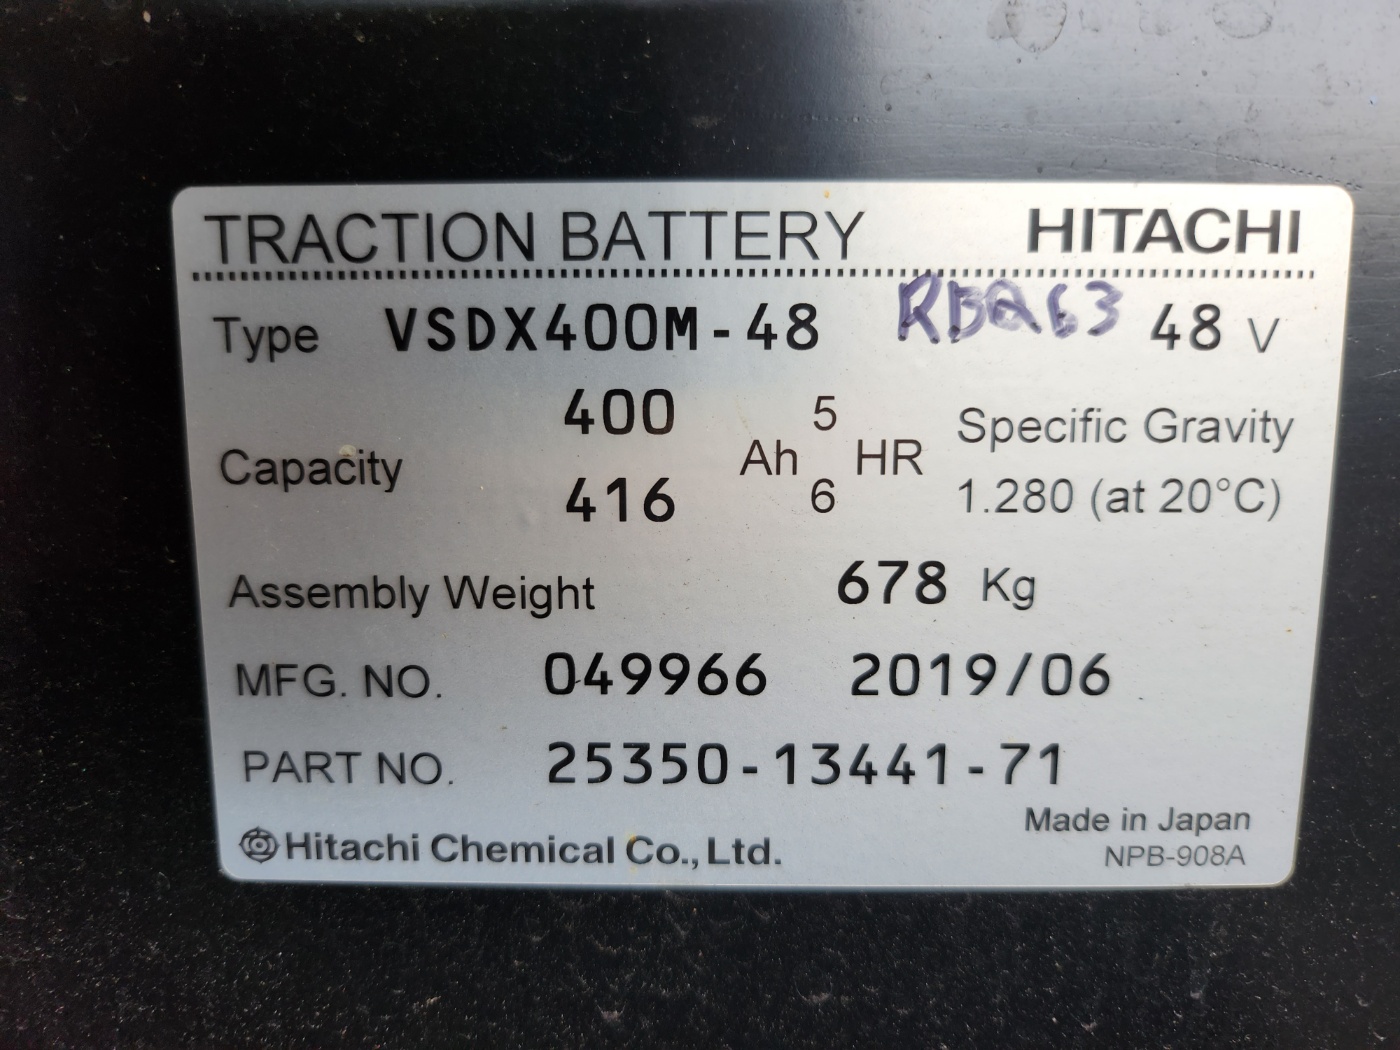 TRACTION BATTERY HITACHI
Type VSDX400M-48 RBQ63 48 V
400 5 Specific Gravity
Capacity Ah HR
416 6 1.280 (at 20°C)
Assembly Weight 678 Kg
MFG. NO. 049966 2019/06
PART NO. 25350-13441-71
Made in Japan
Hitachi Chemical Co., Ltd.
NPB-908A